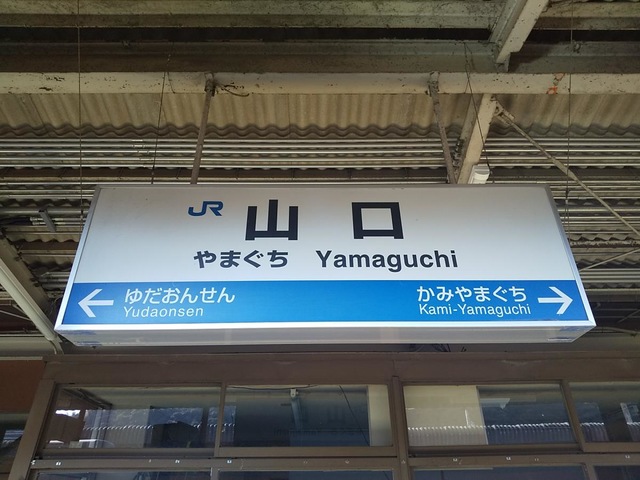 JR 山口
やまぐち Yamaguchi
ゆだおんせん かみやまぐち
Yudaonsen Kami-Yamaguchi